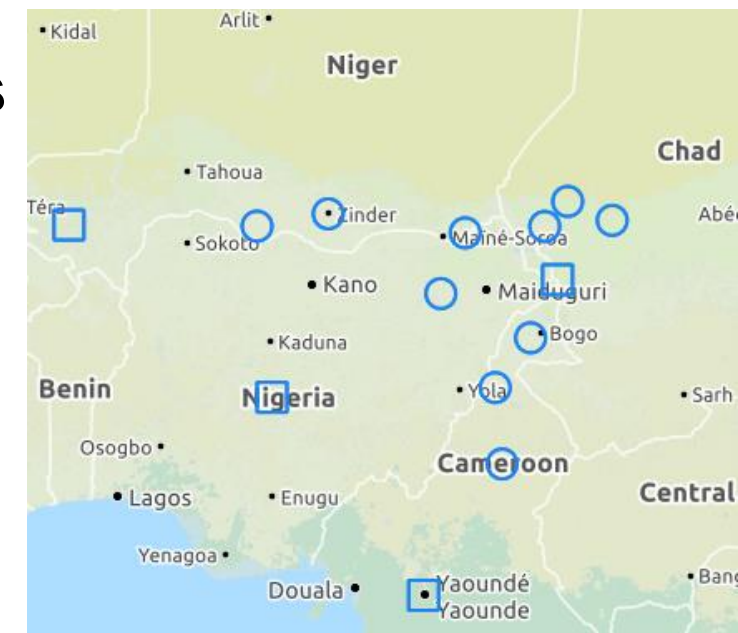 Arlit
Kidal
Niger
s
Chad
Tahoua
Téra
Zinder
Abé
Sokoto
Maïné-Soroa
Kano
Maiduguri
Bogo
Kaduna
Benin
Nigeria
Yola
Sarh
Osogbo
Cameroon
Lagos
Enugu
Central
Yenagoa
Douala
Yaoundé
Yaounde
Bang